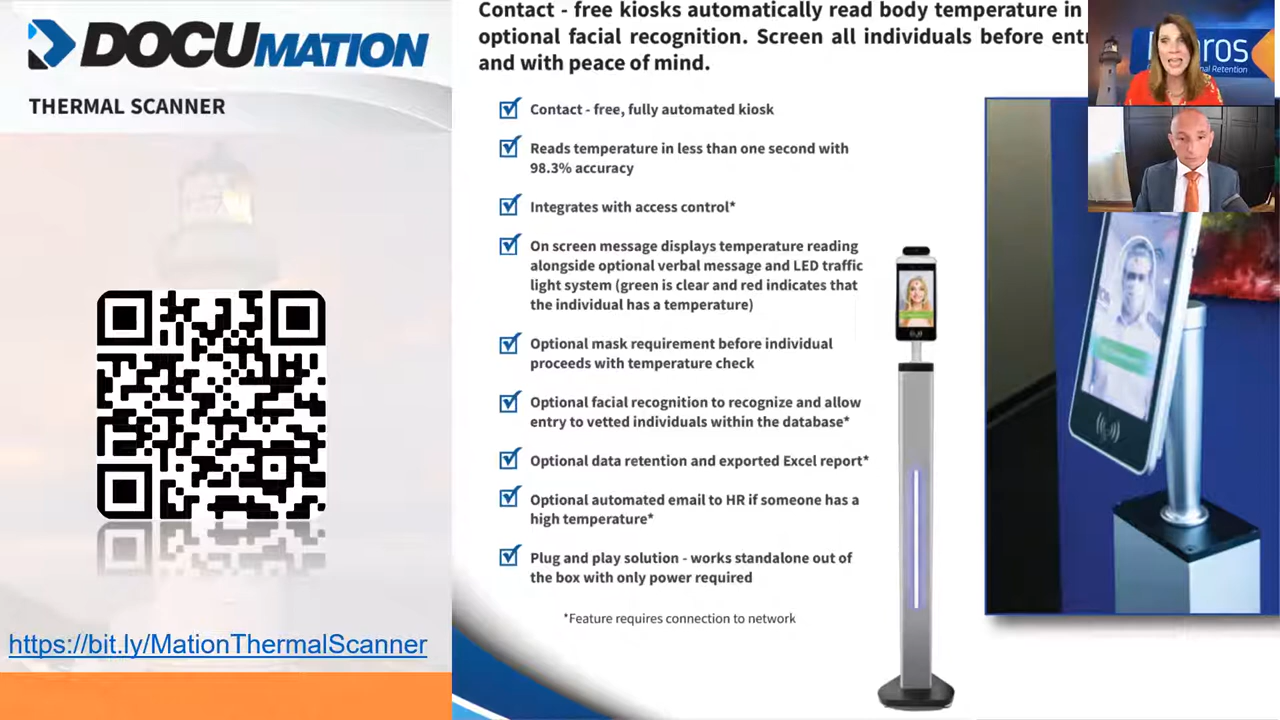 DOCUMATION
THERMAL SCANNER
https://bit.ly/MationThermalScanner
Contact - free kiosks automatically read body temperature in
optional facial recognition. Screen all individuals before
and with peace of mind.
Contact - free, fully automated kiosk
Reads temperature in less than one second with
98.3% accuracy
Integrates with access control*
On screen message displays temperature reading
alongside optional verbal message and LED traffic
light system (green is clear and red indicates that
the individual has a temperature)
Optional mask requirement before individual
proceeds with temperature check
Optional facial recognition to recognize and allow
entry to vetted individuals within the database*
Optional data retention and exported Excel report*
Optional automated email to HR if someone has a
high temperature*
Plug and play solution - works standalone out of
the box with only power required
*Feature requires connection to network
Retention